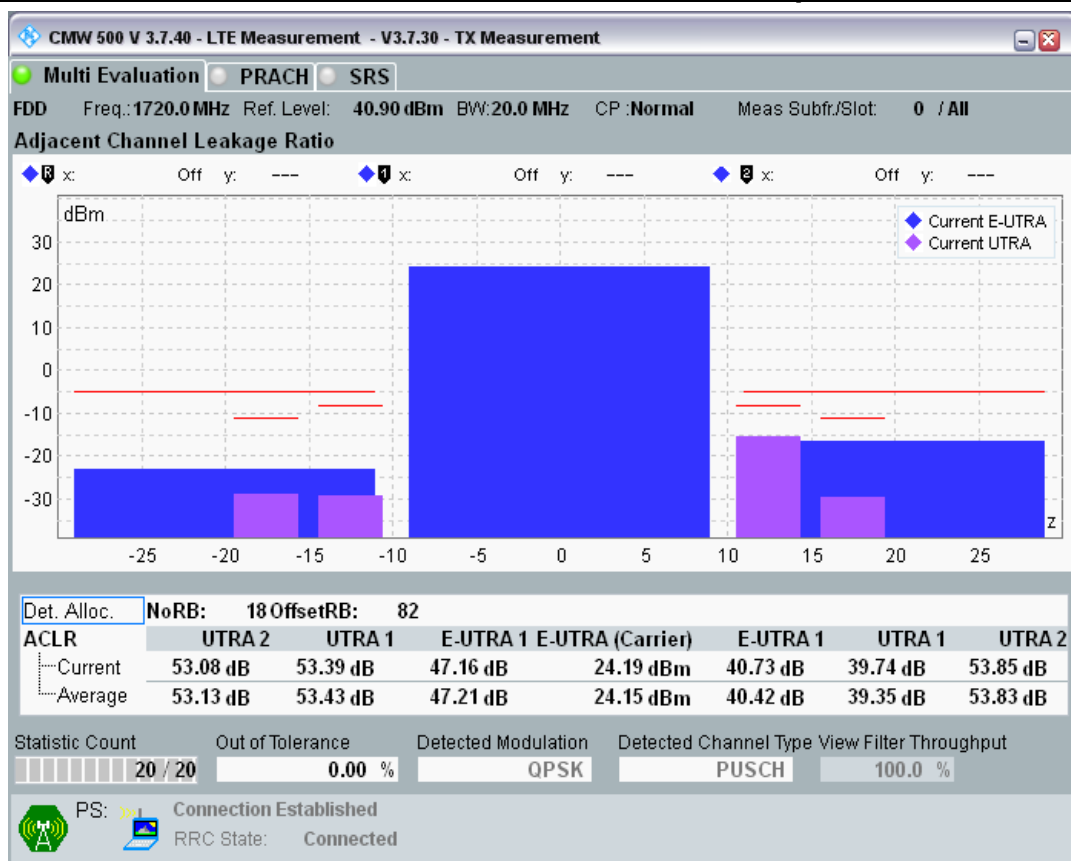 CMW 500 V 3.7.40 - LTE Measurement - V3.7.30 - TX Measurement
Multi Evaluation PRACH SRS
FDD Freq.: 1720.0 MHz Ref. Level: 40.90 dBm BW: 20.0 MHz CP : Normal Meas Subfr./Slot: 0 / All
Adjacent Channel Leakage Ratio
R x: Off y: --- 1 x: Off y: --- 2 x: Off y: ---
dBm
Current E-UTRA
Current UTRA
30
20
10
0
-10
-20
-30
z
-25 -20 -15 -10 -5 0 5 10 15 20 25
Det. Alloc. NoRB: 18 OffsetRB: 82
ACLR UTRA 2 UTRA 1 E-UTRA 1 E-UTRA (Carrier) E-UTRA 1 UTRA 1 UTRA 2
Current 53.08 dB 53.39 dB 47.16 dB 24.19 dBm 40.73 dB 39.74 dB 53.85 dB
Average 53.13 dB 53.43 dB 47.21 dB 24.15 dBm 40.42 dB 39.35 dB 53.83 dB
Statistic Count Out of Tolerance Detected Modulation Detected Channel Type View Filter Throughput
20 / 20 0.00 % QPSK PUSCH 100.0 %
PS: Connection Established
RRC State: Connected